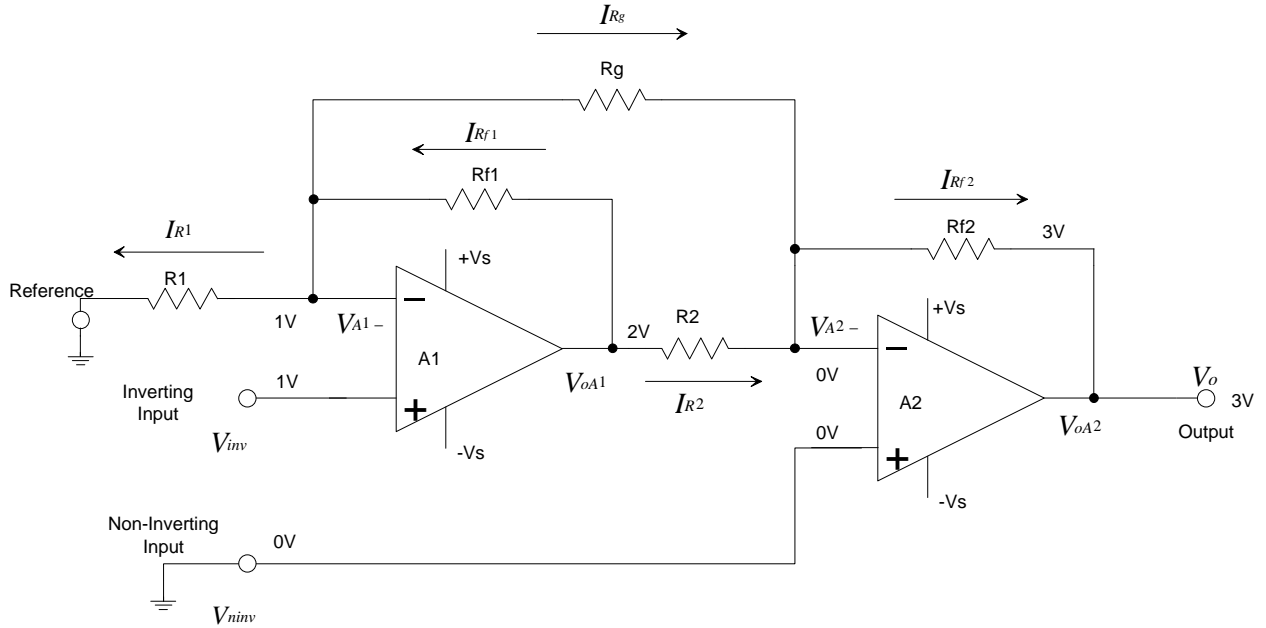 IRg
Rg
IRf1
Rf1
IRf2
Rf2
3V
IR1
R1
Reference
+Vs
1V
VA1 –
−
A1
2V
R2
VA2 –
+Vs
−
VoA1
0V
IR2
Inverting
Input
1V
+
Vinv
-Vs
A2
Vo
3V
VoA2
Output
0V
+
-Vs
Non-Inverting
Input
0V
Vninv